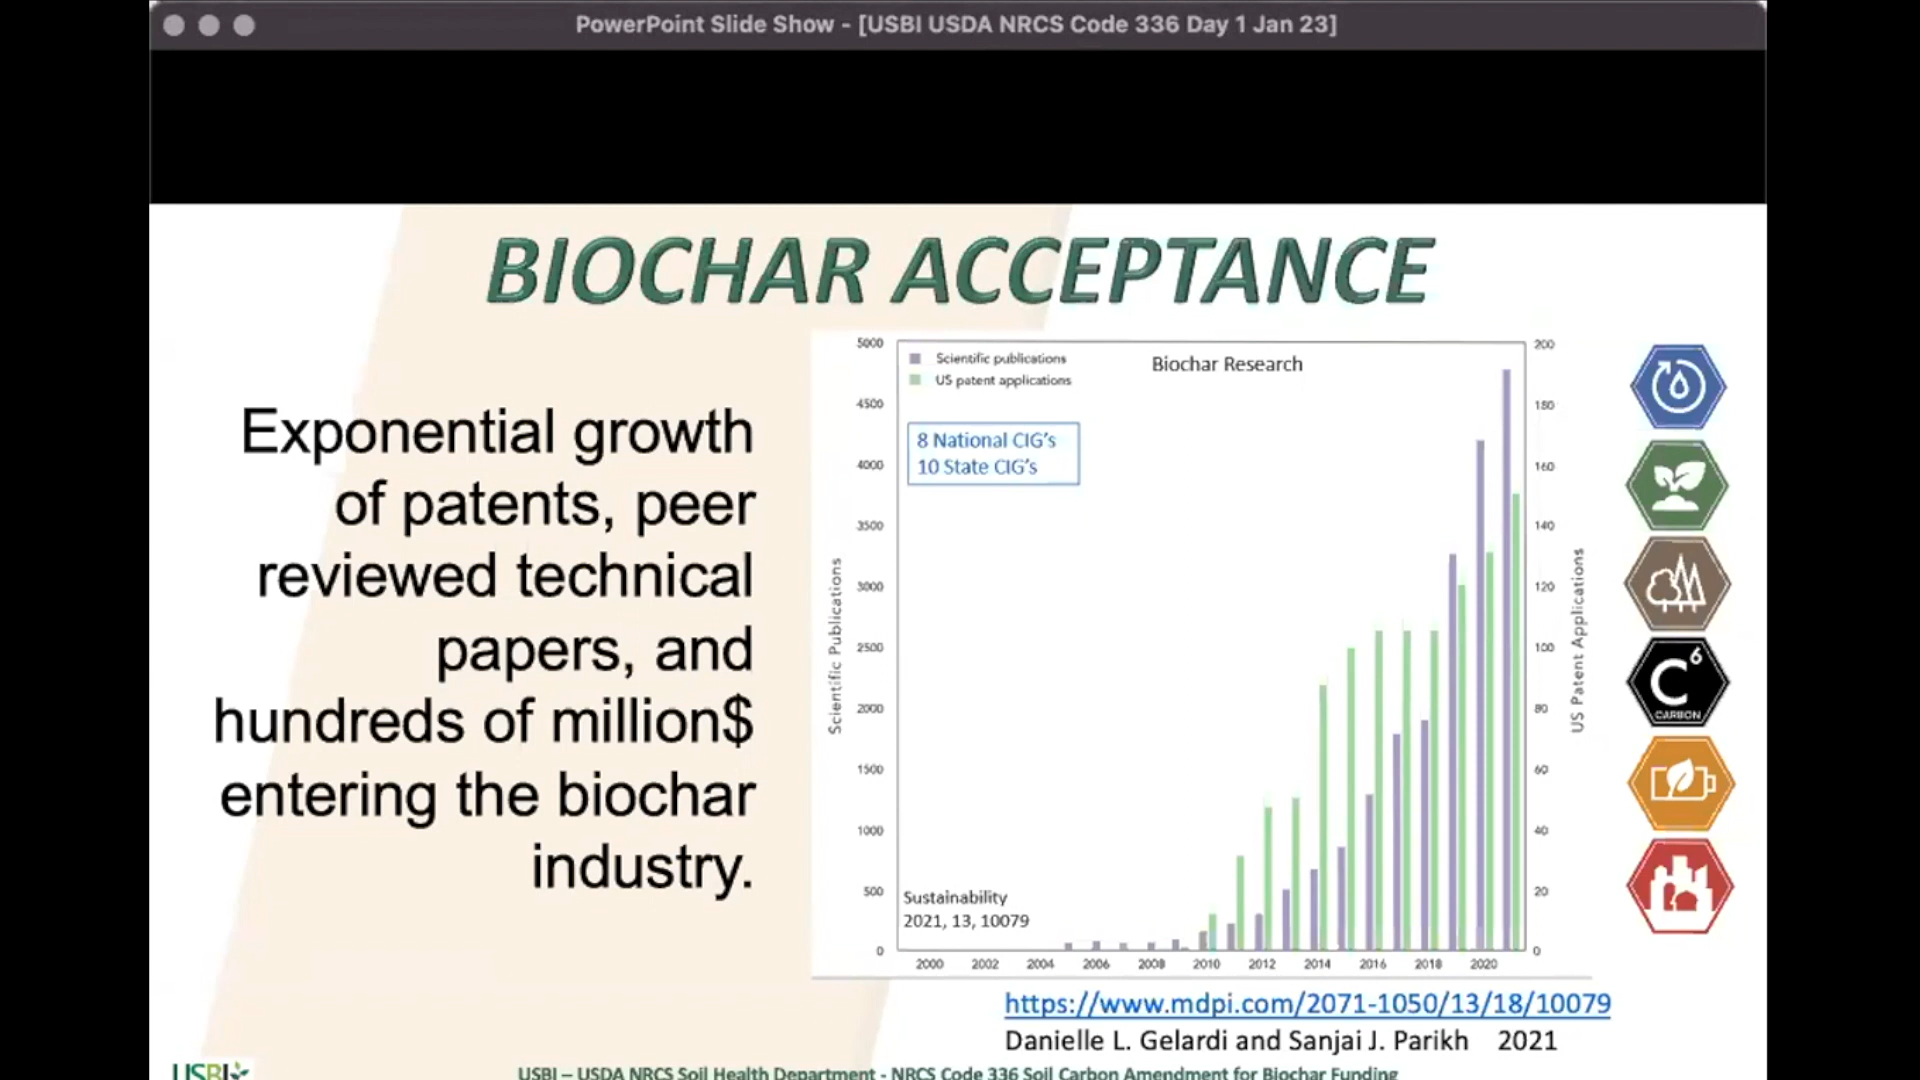 PowerPoint Slide Show - [USBI USDA NRCS Code 336 Day 1 Jan 23]
BIOCHAR ACCEPTANCE
Exponential growth
of patents, peer
reviewed technical
papers, and
hundreds of million$
entering the biochar
industry.
Scientific publications
US patent applications
Biochar Research
8 National CIG's
10 State CIG's
Scientific Publications
5000
4500
4000
3500
3000
2500
2000
1500
1000
500
0
200
180
160
140
120
100
80
60
40
20
0
US Patent Applications
Sustainability
2021, 13, 10079
2000 2002 2004 2006 2008 2010 2012 2014 2016 2018 2020
C 6
CARBON
https://www.mdpi.com/2071-1050/13/18/10079
Danielle L. Gelardi and Sanjai J. Parikh 2021
USBI
USBI – USDA NRCS Soil Health Department - NRCS Code 336 Soil Carbon Amendment for Biochar Funding